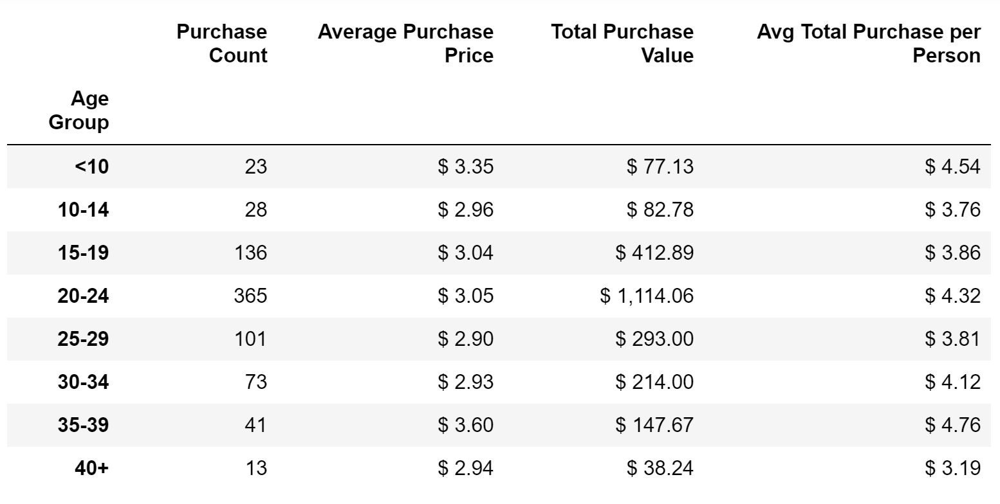 Purchase Count Average Purchase Price Total Purchase Value Avg Total Purchase per Person
Age Group
<10 23 $ 3.35 $ 77.13 $ 4.54
10-14 28 $ 2.96 $ 82.78 $ 3.76
15-19 136 $ 3.04 $ 412.89 $ 3.86
20-24 365 $ 3.05 $ 1,114.06 $ 4.32
25-29 101 $ 2.90 $ 293.00 $ 3.81
30-34 73 $ 2.93 $ 214.00 $ 4.12
35-39 41 $ 3.60 $ 147.67 $ 4.76
40+ 13 $ 2.94 $ 38.24 $ 3.19